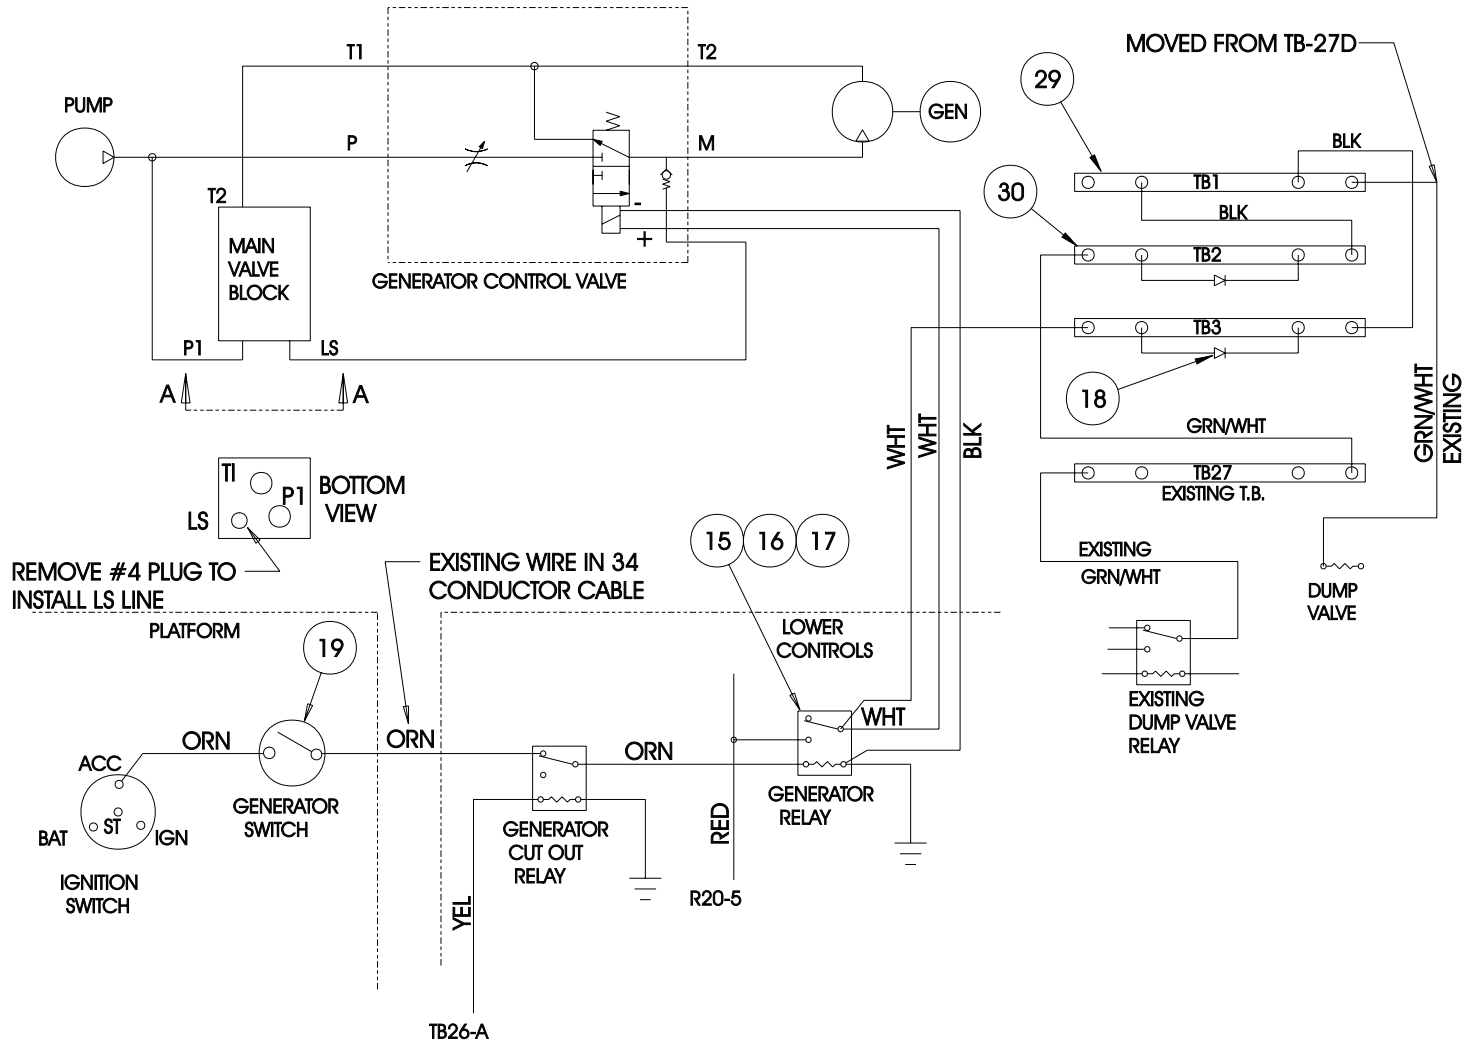 MOVED FROM TB-27D
T1
T2
29
PUMP
GEN
BLK
P
M
TB1
30
T2
BLK
-
+
MAIN
VALVE
BLOCK
TB2
GENERATOR CONTROL VALVE
TB3
P1
LS
A
A
18
GRN/WHT
EXISTING
WHT
WHT
BLK
GRN/WHT
TB27
EXISTING T.B.
TI
P1
LS
BOTTOM
VIEW
15
16
17
EXISTING WIRE IN 34
CONDUCTOR CABLE
EXISTING
GRN/WHT
REMOVE #4 PLUG TO
INSTALL LS LINE
DUMP
VALVE
PLATFORM
LOWER
CONTROLS
19
EXISTING
DUMP VALVE
RELAY
WHT
ORN
ORN
ORN
ACC
ST
BAT
IGN
GENERATOR
SWITCH
GENERATOR
RELAY
GENERATOR
CUT OUT
RELAY
RED
IGNITION
SWITCH
R20-5
YEL
TB26-A